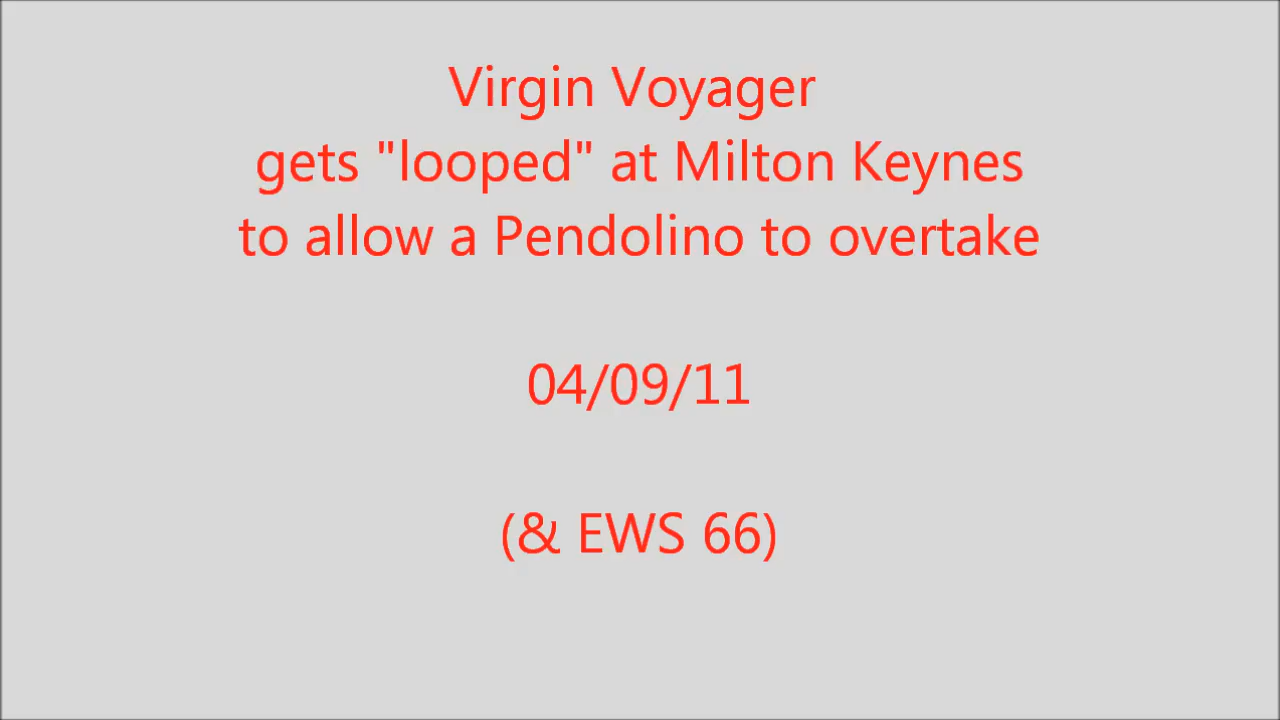 Virgin Voyager
gets "looped" at Milton Keynes
to allow a Pendolino to overtake
04/09/11
(& EWS 66)